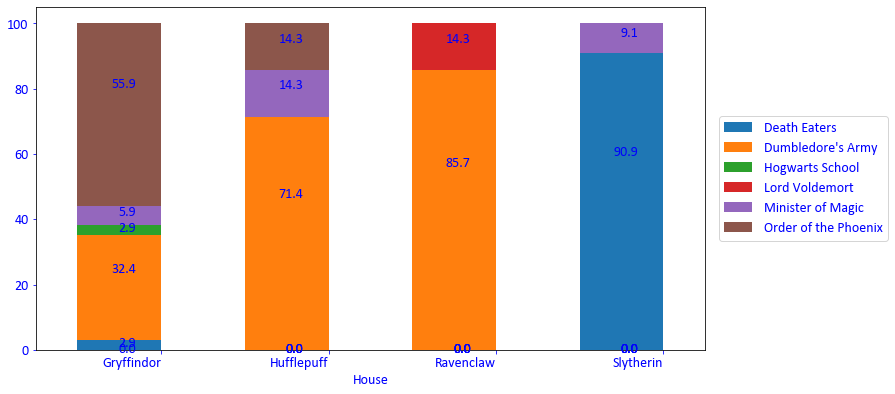 100
80
60
40
20
0
55.9
5.9
2.9
32.4
2.9
0.0
14.3
14.3
71.4
0.0
14.3
85.7
0.0
9.1
90.9
0.0
Gryffindor
Hufflepuff
Ravenclaw
Slytherin
House
Death Eaters
Dumbledore's Army
Hogwarts School
Lord Voldemort
Minister of Magic
Order of the Phoenix